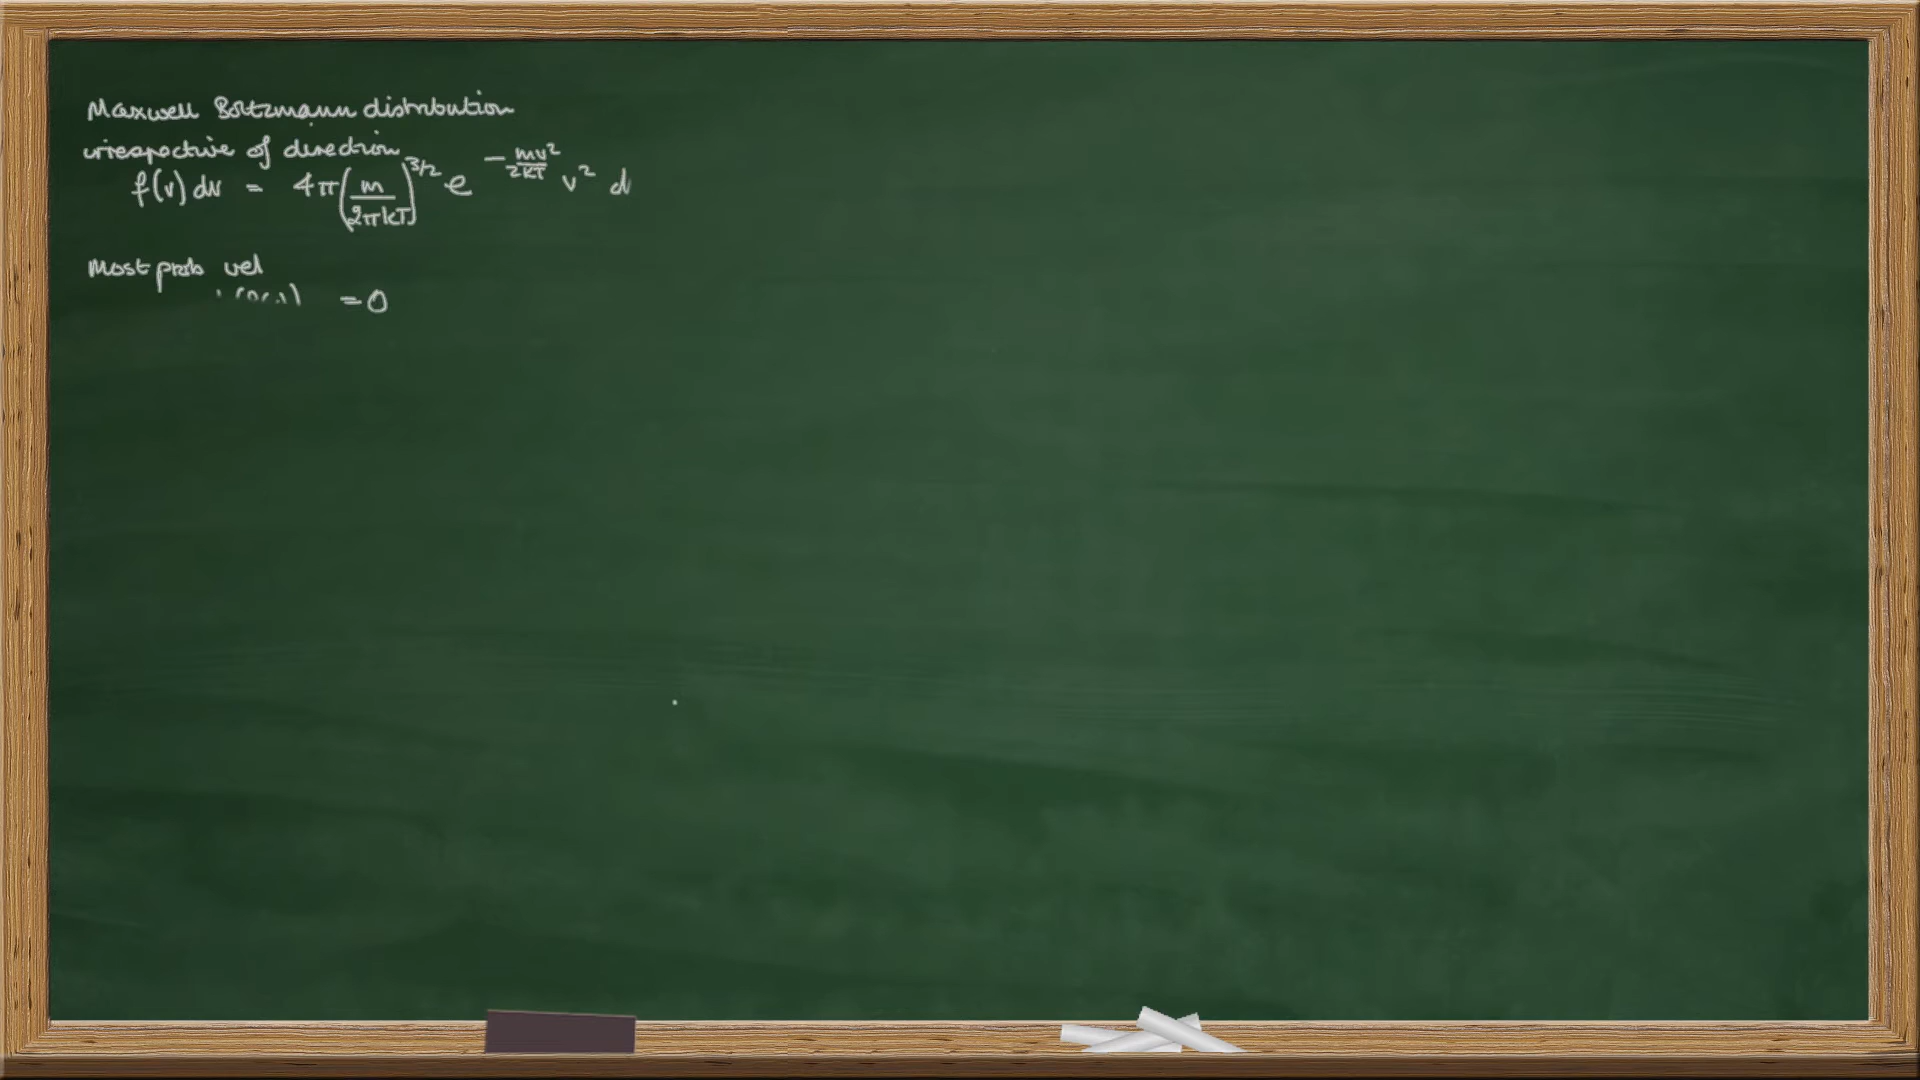 Maxwell Boltzmann distribution
irrespective of direction
f(v) dv = 4π(m/2πkT)^3/2 e^-mv²/2kT v² d
Most prob vel
= 0